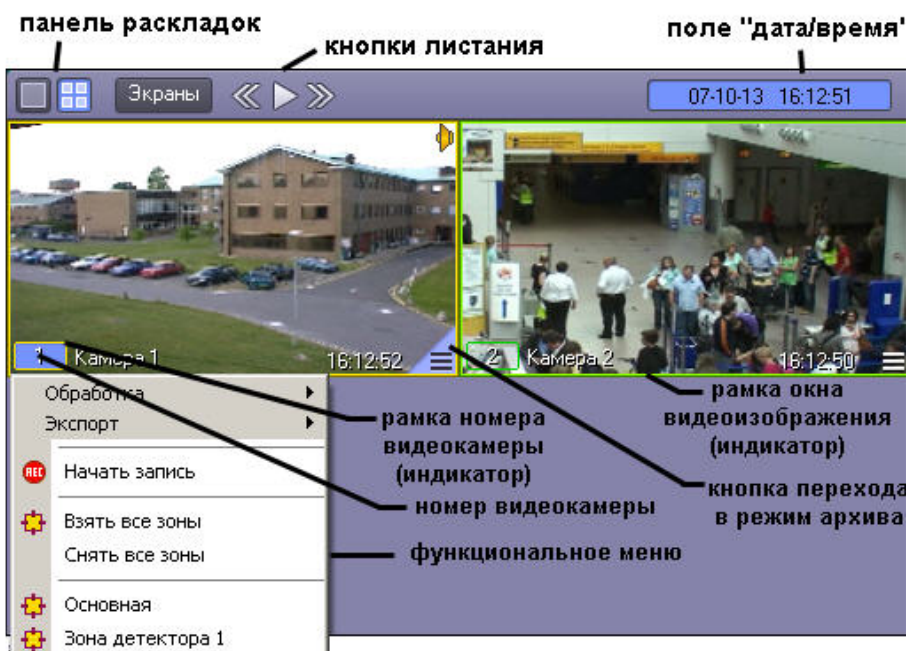 панель раскладок
кнопки листания
поле "дата/время"
Экраны
07-10-13 16:12:51
1 Камера 1 16:12:52
2 Камера 2 16:12:50
Обработка
Экспорт
REC Начать запись
Взять все зоны
Снять все зоны
Основная
Зона детектора 1
рамка номера
видеокамеры
(индикатор)
номер видеокамеры
функциональное меню
рамка окна
видеоизображения
(индикатор)
кнопка перехода
в режим архива